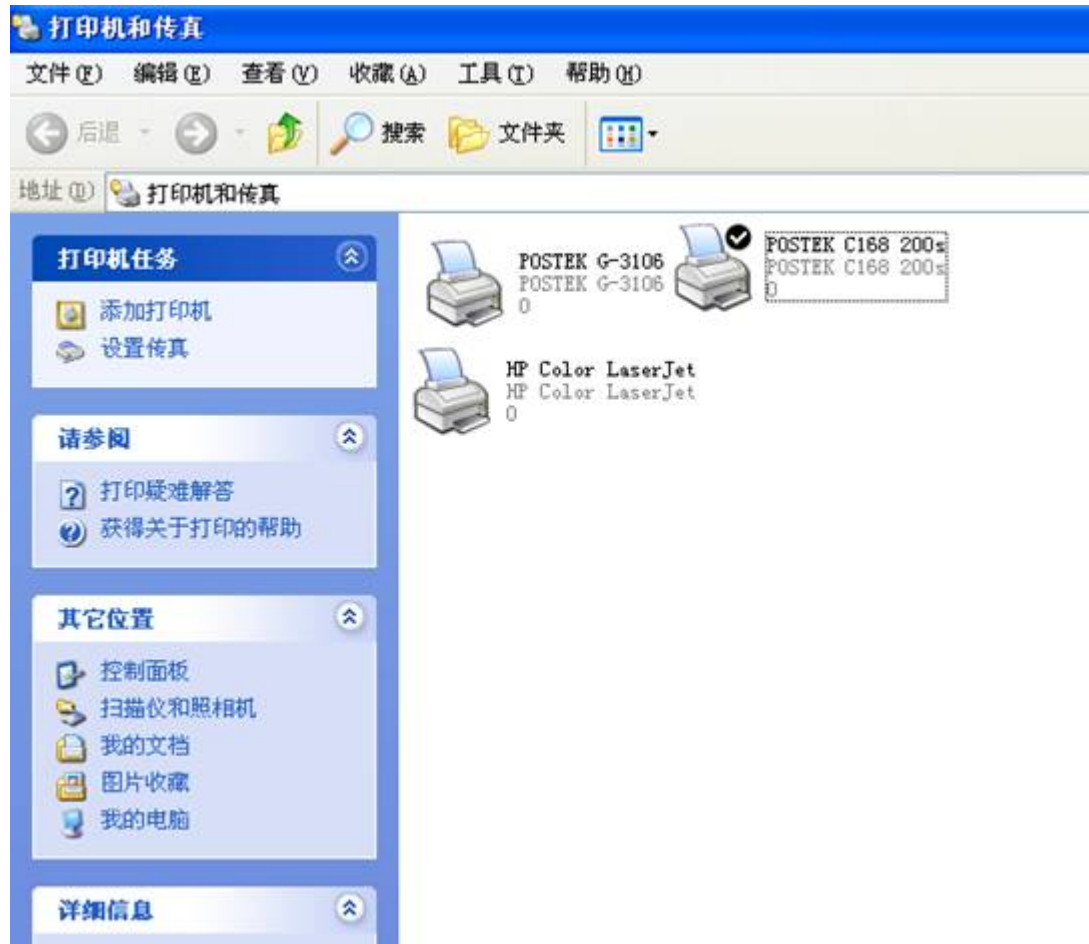 打印机和传真
文件(F) 编辑(E) 查看(V) 收藏(A) 工具(T) 帮助(H)
后退 搜索 文件夹
地址(D) 打印机和传真
打印机任务
添加打印机
设置传真
请参阅
打印疑难解答
获得关于打印的帮助
其它位置
控制面板
扫描仪和照相机
我的文档
图片收藏
我的电脑
详细信息
POSTEK G-3106
POSTEK G-3106
0
POSTEK C168 200s
POSTEK C168 200s
0
HP Color LaserJet
HP Color LaserJet
0